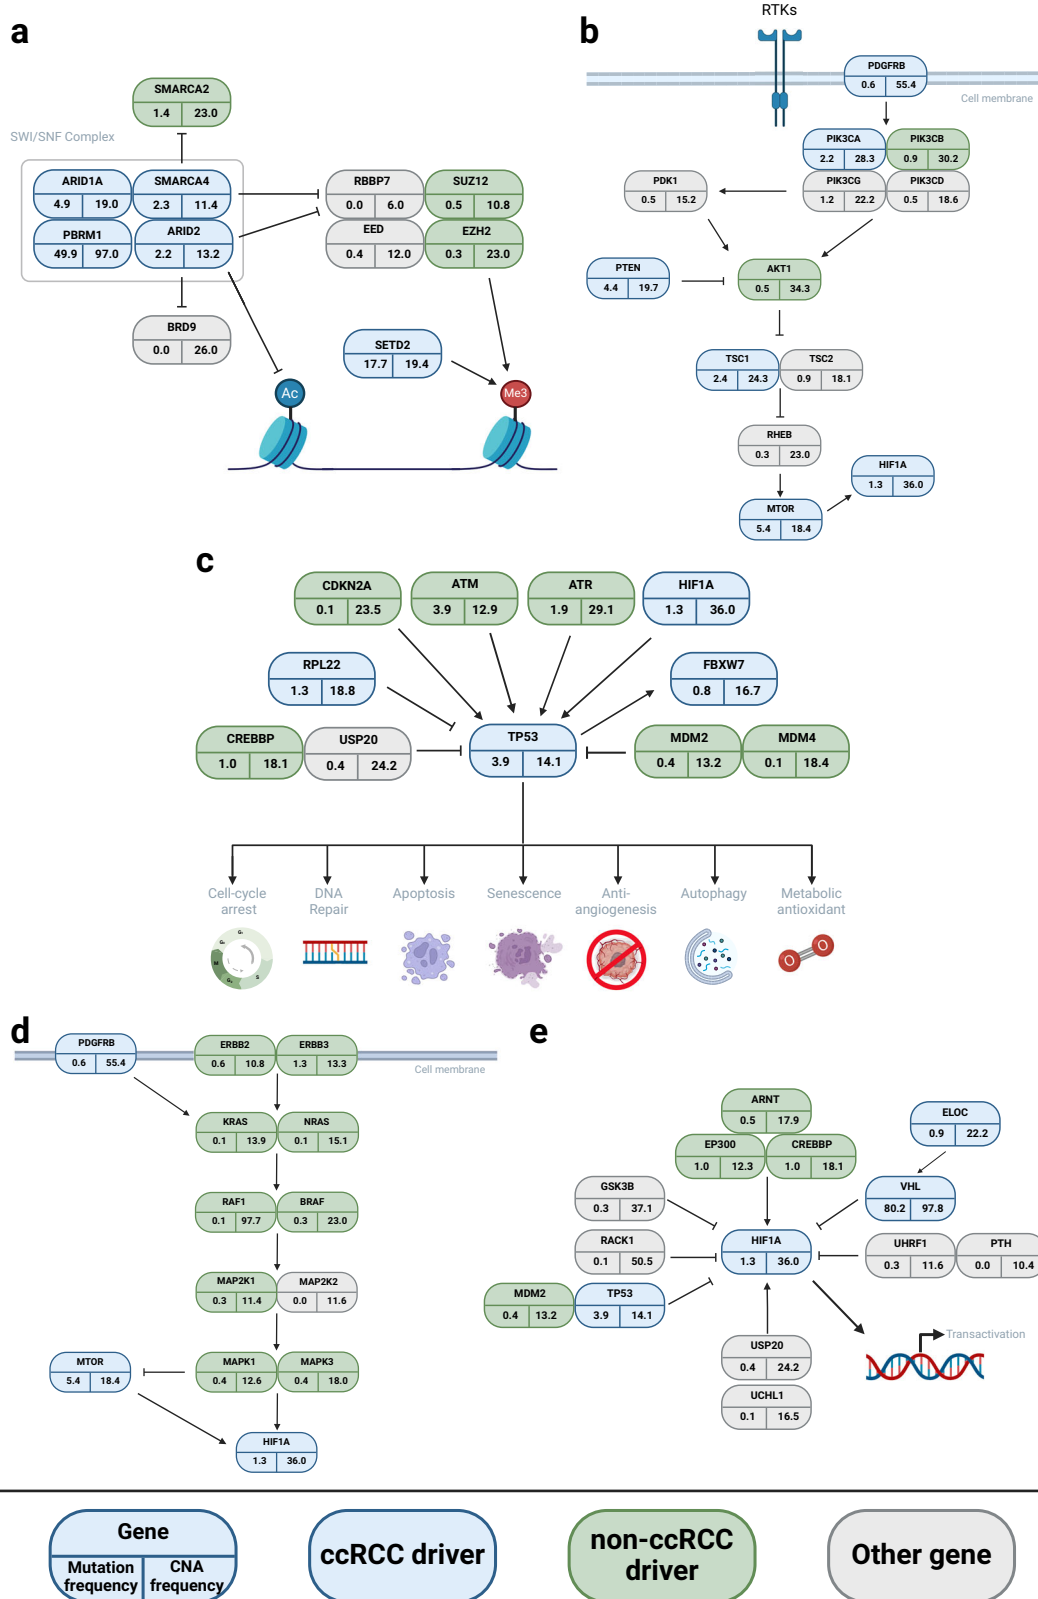 a
SMARCA2
1.4 23.0
SWI/SNF Complex
ARID1A SMARCA4
4.9 19.0 2.3 11.4
PBRM1 ARID2
49.9 97.0 2.2 13.2
RBBP7 SUZ12
0.0 6.0 0.5 10.8
EED EZH2
0.4 12.0 0.3 23.0
BRD9
0.0 26.0
SETD2
17.7 19.4
Ac
Me3
b
RTKs
PDGFRB
0.6 55.4
Cell membrane
PIK3CA PIK3CB
2.2 28.3 0.9 30.2
PIK3CG PIK3CD
1.2 22.2 0.5 18.6
PDK1
0.5 15.2
PTEN
4.4 19.7
AKT1
0.5 34.3
TSC1 TSC2
2.4 24.3 0.9 18.1
RHEB
0.3 23.0
HIF1A
1.3 36.0
MTOR
5.4 18.4
c
CDKN2A ATM ATR HIF1A
0.1 23.5 3.9 12.9 1.9 29.1 1.3 36.0
RPL22 FBXW7
1.3 18.8 0.8 16.7
CREBBP USP20 TP53 MDM2 MDM4
1.0 18.1 0.4 24.2 3.9 14.1 0.4 13.2 0.1 18.4
Cell-cycle DNA Apoptosis Senescence Anti- Autophagy Metabolic
arrest Repair angiogenesis antioxidant
G₁
S
G₂
M
d
PDGFRB ERBB2 ERBB3
0.6 55.4 0.6 10.8 1.3 13.3
Cell membrane
KRAS NRAS
0.1 13.9 0.1 15.1
RAF1 BRAF
0.1 97.7 0.3 23.0
MAP2K1 MAP2K2
0.3 11.4 0.0 11.6
MTOR MAPK1 MAPK3
5.4 18.4 0.4 12.6 0.4 18.0
HIF1A
1.3 36.0
e
ARNT
0.5 17.9
EP300 CREBBP
1.0 12.3 1.0 18.1
ELOC
0.9 22.2
GSK3B
0.3 37.1
VHL
80.2 97.8
RACK1 HIF1A UHRF1 PTH
0.1 50.5 1.3 36.0 0.3 11.6 0.0 10.4
MDM2 TP53
0.4 13.2 3.9 14.1
USP20
0.4 24.2
UCHL1
0.1 16.5
Transactivation
Gene
Mutation CNA
frequency frequency
ccRCC driver
non-ccRCC
driver
Other gene